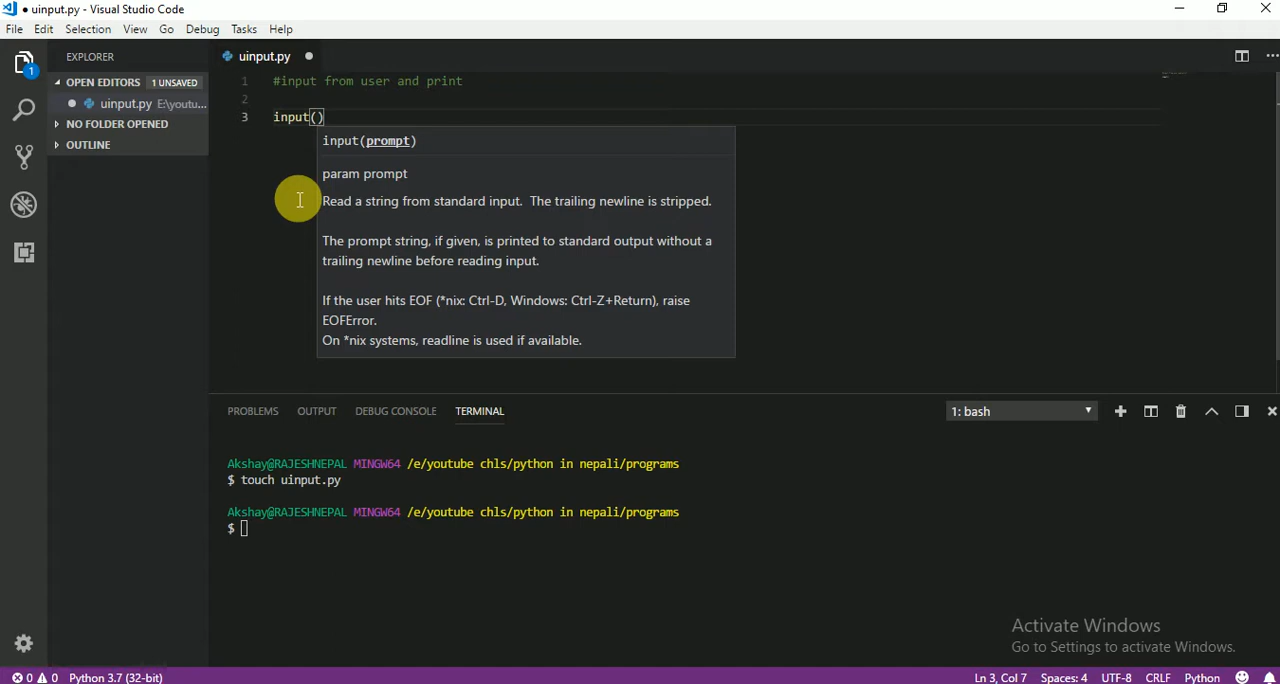 uinput.py - Visual Studio Code
File Edit Selection View Go Debug Tasks Help
EXPLORER
uinput.py
OPEN EDITORS 1 UNSAVED
1 #input from user and print
uinput.py E\youtu...
2
NO FOLDER OPENED
3 input()
OUTLINE
input(prompt)
param prompt
Read a string from standard input. The trailing newline is stripped.
The prompt string, if given, is printed to standard output without a
trailing newline before reading input.
If the user hits EOF (*nix: Ctrl-D, Windows: Ctrl-Z+Return), raise
EOFError.
On *nix systems, readline is used if available.
PROBLEMS OUTPUT DEBUG CONSOLE TERMINAL 1: bash
Akshay@RAJESHNEPAL MINGW64 /e/youtube chls/python in nepali/programs
$ touch uinput.py
Akshay@RAJESHNEPAL MINGW64 /e/youtube chls/python in nepali/programs
$
Activate Windows
Go to Settings to activate Windows.
0 0 Python 3.7 (32-bit) Ln 3, Col 7 Spaces: 4 UTF-8 CRLF Python
1